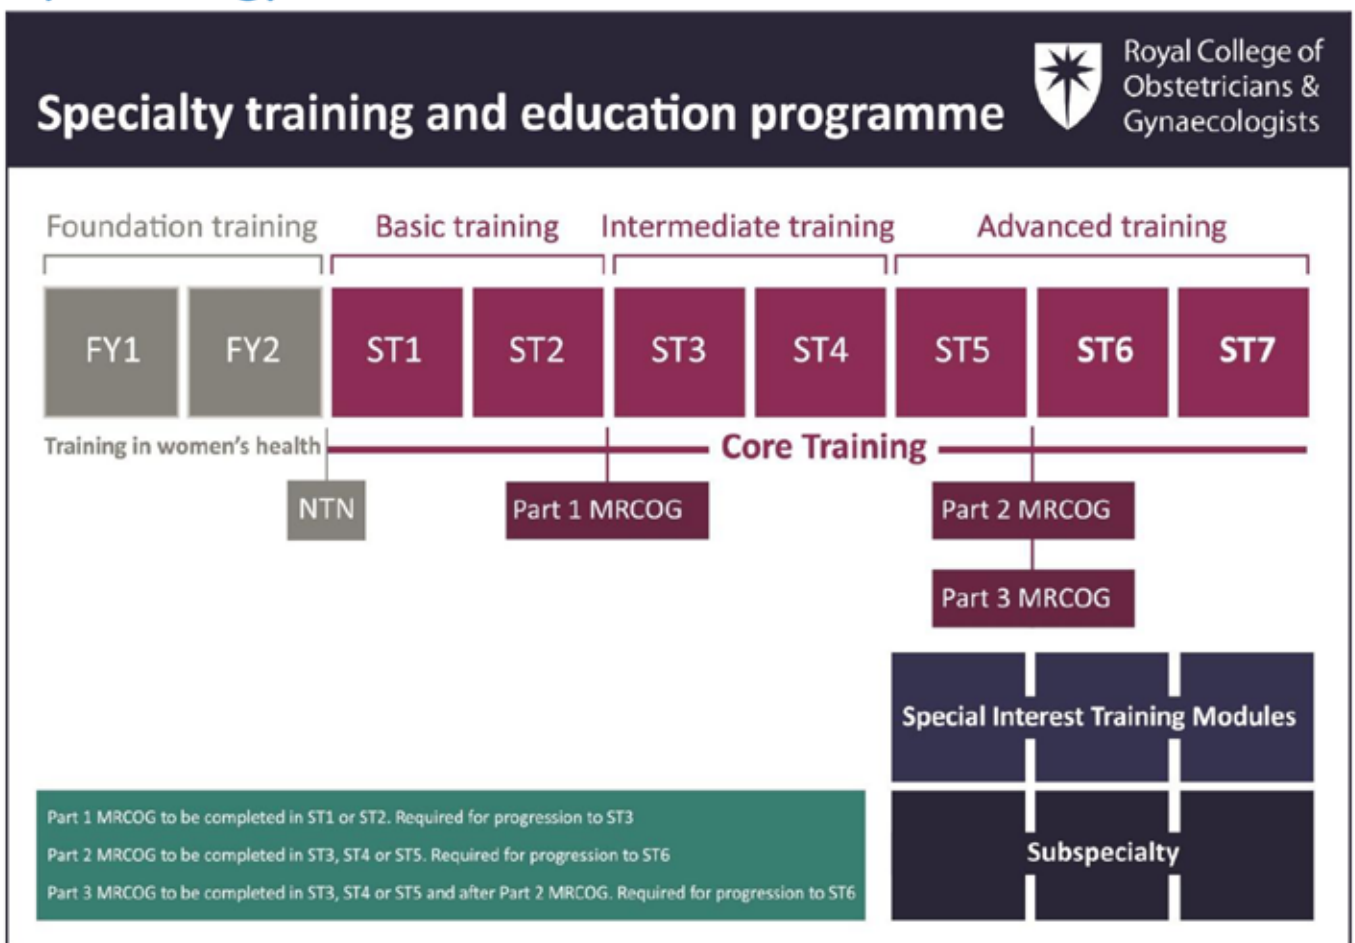 Specialty training and education programme
Royal College of
Obstetricians &
Gynaecologists
Foundation training
Basic training
Intermediate training
Advanced training
FY1
FY2
ST1
ST2
ST3
ST4
ST5
ST6
ST7
Training in women's health
Core Training
NTN
Part 1 MRCOG
Part 2 MRCOG
Part 3 MRCOG
Special Interest Training Modules
Subspecialty
Part 1 MRCOG to be completed in ST1 or ST2. Required for progression to ST3
Part 2 MRCOG to be completed in ST3, ST4 or ST5. Required for progression to ST6
Part 3 MRCOG to be completed in ST3, ST4 or ST5 and after Part 2 MRCOG. Required for progression to ST6